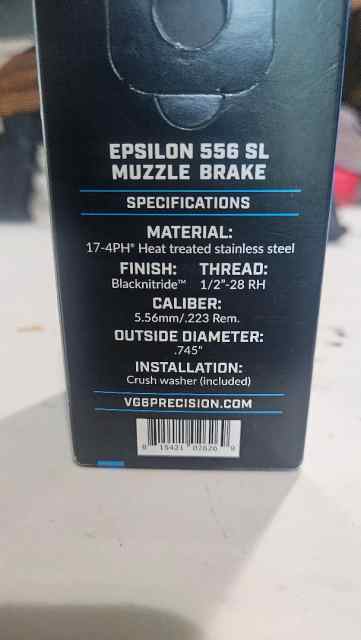 EPSILON 556 SL
MUZZLE BRAKE
SPECIFICATIONS
MATERIAL:
17-4PH® Heat treated stainless steel
FINISH: THREAD:
Blacknitride™ 1/2"-28 RH
CALIBER:
5.56mm/.223 Rem.
OUTSIDE DIAMETER:
.745"
INSTALLATION:
Crush washer (included)
VG6PRECISION.COM